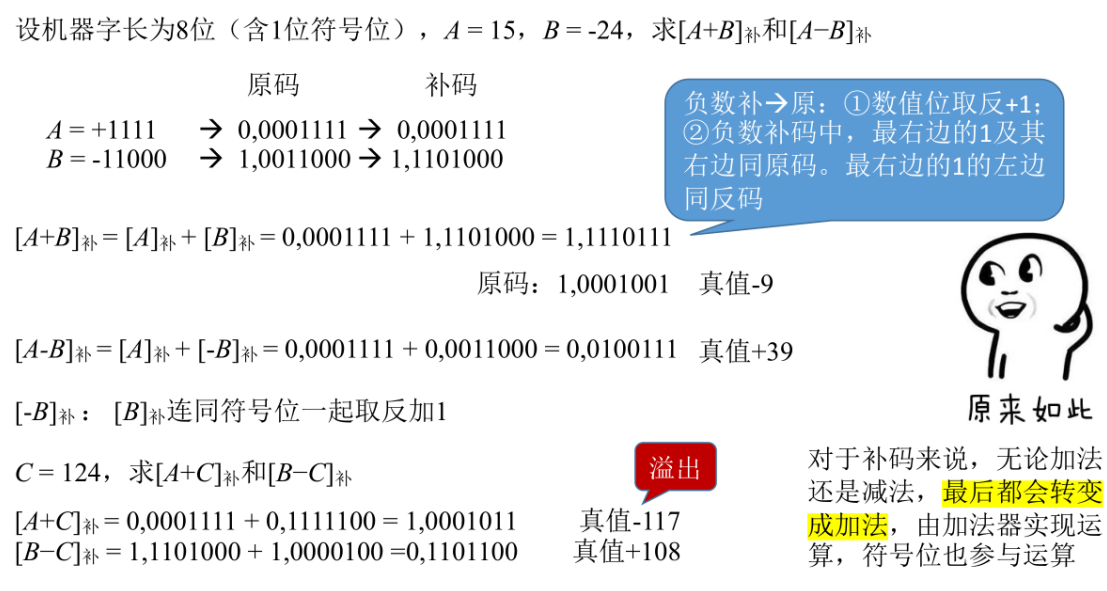 设机器字长为8位（含1位符号位），A = 15，B = -24，求[A+B]补和[A−B]补
原码 补码
A = +1111 → 0,0001111 → 0,0001111
B = -11000 → 1,0011000 → 1,1101000
负数补→原：①数值位取反+1；
②负数补码中，最右边的1及其
右边同原码。最右边的1的左边
同反码
[A+B]补 = [A]补 + [B]补 = 0,0001111 + 1,1101000 = 1,1110111
原码：1,0001001 真值-9
[A-B]补 = [A]补 + [-B]补 = 0,0001111 + 0,0011000 = 0,0100111 真值+39
[-B]补： [B]补连同符号位一起取反加1
原来如此
C = 124，求[A+C]补和[B−C]补
溢出
[A+C]补 = 0,0001111 + 0,1111100 = 1,0001011 真值-117
[B−C]补 = 1,1101000 + 1,0000100 =0,1101100 真值+108
对于补码来说，无论加法
还是减法，最后都会转变
成加法，由加法器实现运
算，符号位也参与运算